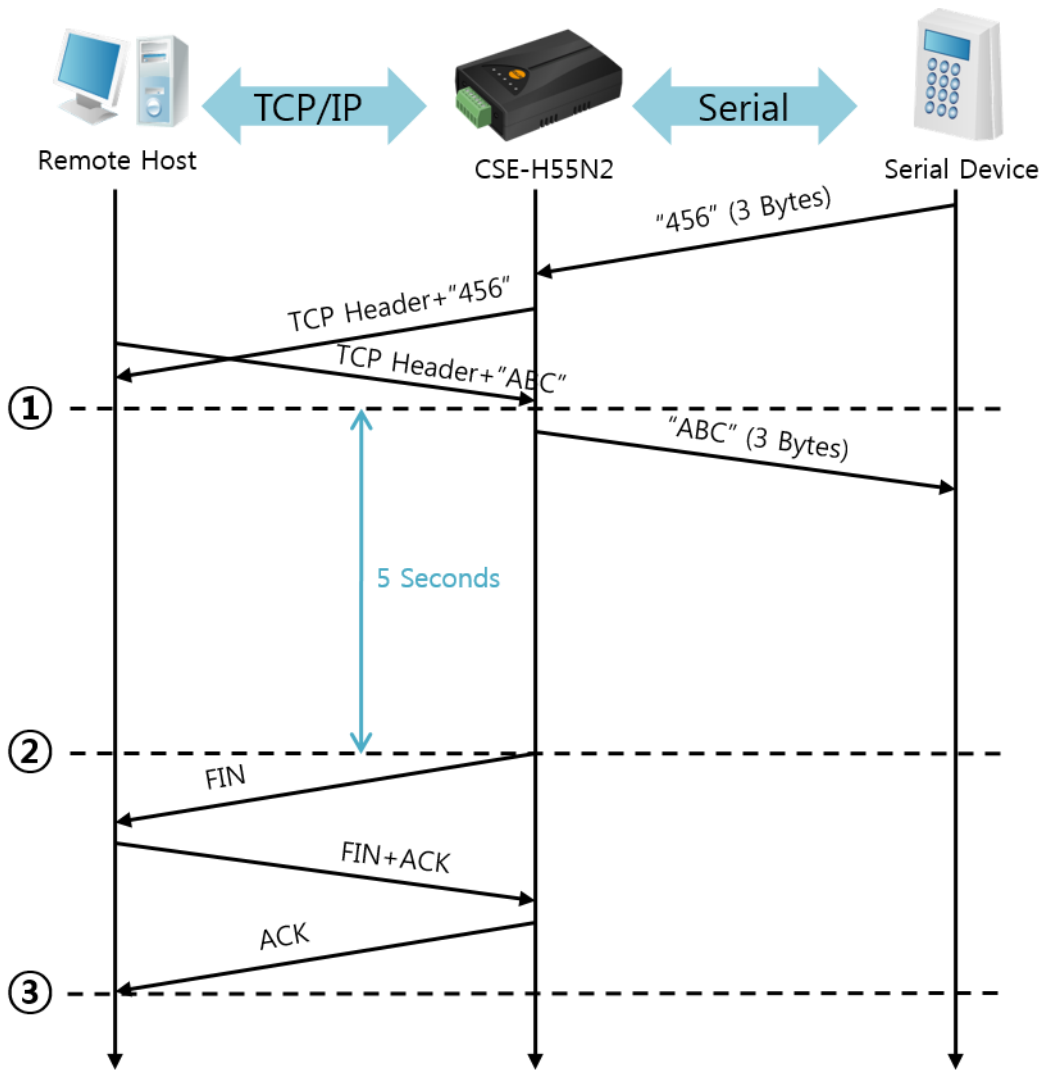 TCP/IP
Serial
Remote Host
CSE-H55N2
Serial Device
"456" (3 Bytes)
TCP Header+"456"
TCP Header+"ABC"
①
"ABC" (3 Bytes)
5 Seconds
②
FIN
FIN+ACK
ACK
③